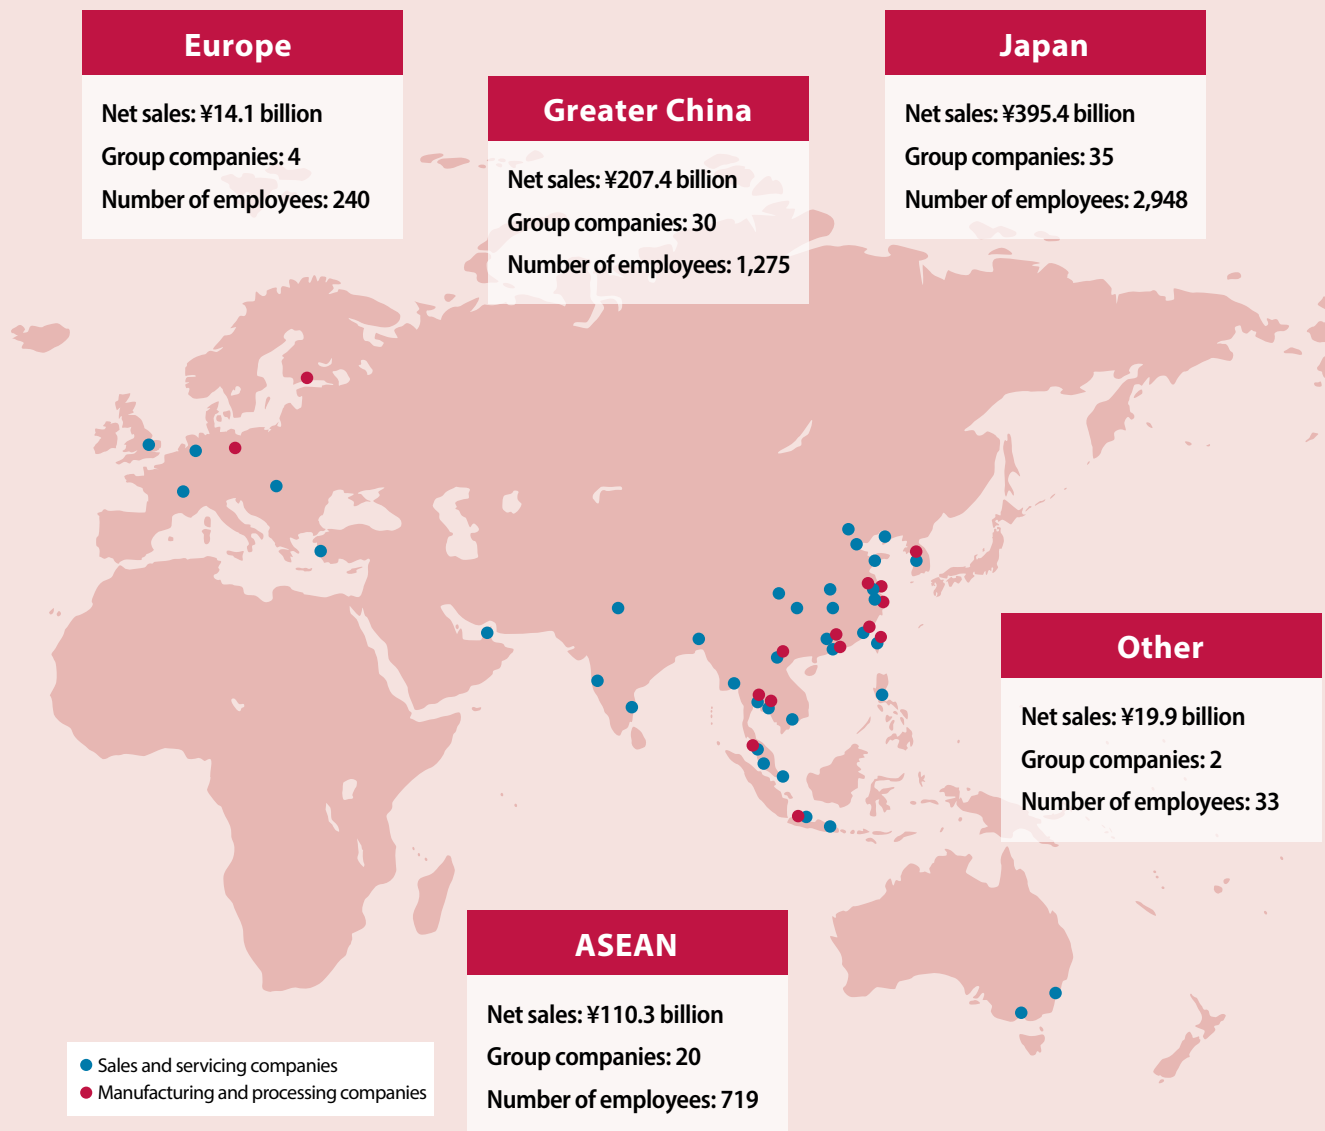 Europe
Net sales: ¥14.1 billion
Group companies: 4
Number of employees: 240
Greater China
Net sales: ¥207.4 billion
Group companies: 30
Number of employees: 1,275
Japan
Net sales: ¥395.4 billion
Group companies: 35
Number of employees: 2,948
Other
Net sales: ¥19.9 billion
Group companies: 2
Number of employees: 33
ASEAN
Net sales: ¥110.3 billion
Group companies: 20
Number of employees: 719
Sales and servicing companies
Manufacturing and processing companies